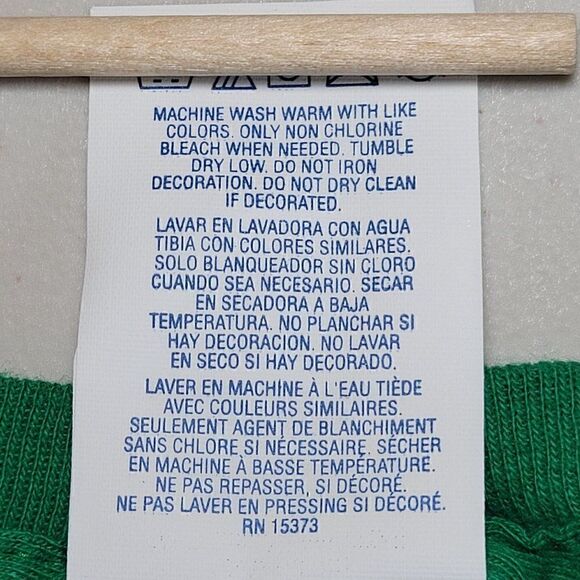 MACHINE WASH WARM WITH LIKE
COLORS. ONLY NON CHLORINE
BLEACH WHEN NEEDED. TUMBLE
DRY LOW. DO NOT IRON
DECORATION. DO NOT DRY CLEAN
IF DECORATED.
LAVAR EN LAVADORA CON AGUA
TIBIA CON COLORES SIMILARES.
SOLO BLANQUEADOR SIN CLORO
CUANDO SEA NECESARIO. SECAR
EN SECADORA A BAJA
TEMPERATURA. NO PLANCHAR SI
HAY DECORACION. NO LAVAR
EN SECO SI HAY DECORADO.
LAVER EN MACHINE À L'EAU TIÈDE
AVEC COULEURS SIMILAIRES.
SEULEMENT AGENT DE BLANCHIMENT
SANS CHLORE SI NÉCESSAIRE. SÉCHER
EN MACHINE À BASSE TEMPÉRATURE.
NE PAS REPASSER, SI DÉCORÉ.
NE PAS LAVER EN PRESSING SI DÉCORÉ.
RN 15373